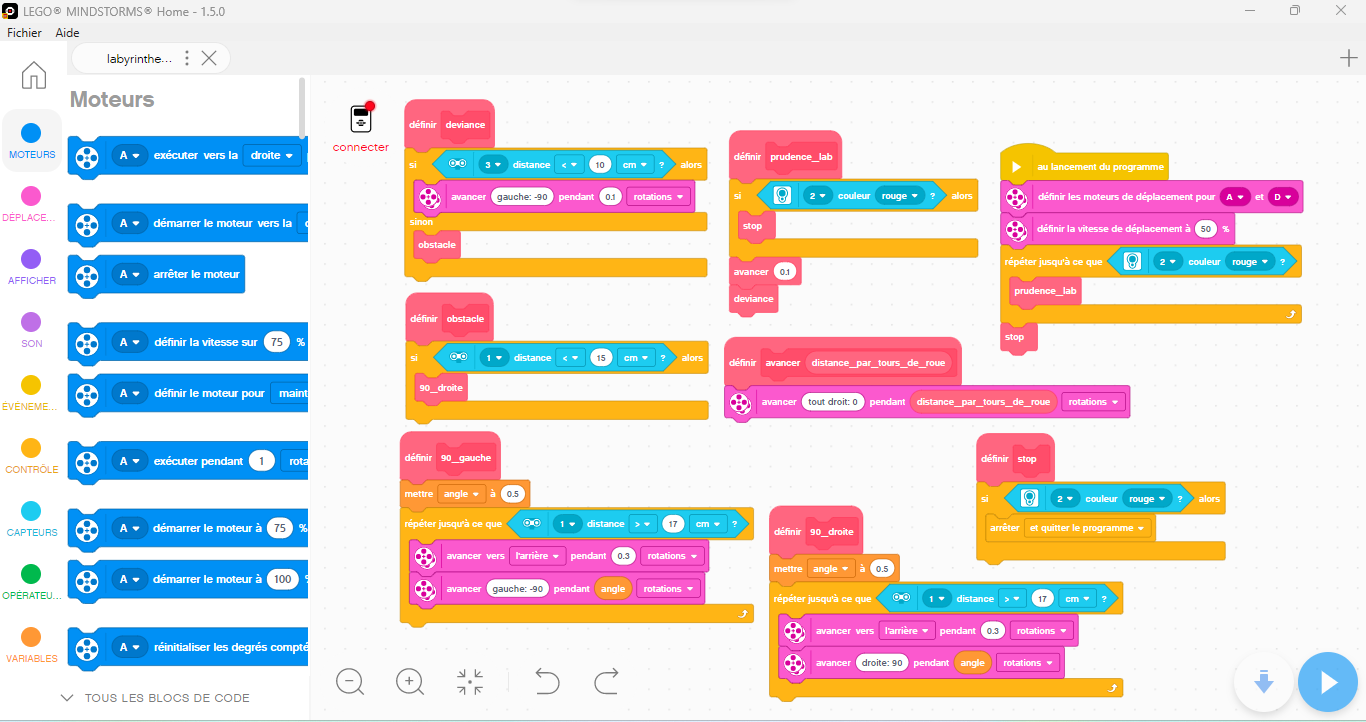 LEGO® MINDSTORMS® Home - 1.5.0
Fichier Aide
labyrinthe...
MOTEURS
DÉPLACE...
AFFICHER
SON
ÉVÉNEME...
CONTRÔLE
CAPTEURS
OPÉRATEU...
VARIABLES
Moteurs
A exécuter vers la droite
A démarrer le moteur vers la
A arrêter le moteur
A définir la vitesse sur 75 %
A définir le moteur pour maint
A exécuter pendant 1 rota
A démarrer le moteur à 75 %
A démarrer le moteur à 100 %
A réinitialiser les degrés compté
TOUS LES BLOCS DE CODE
connecter
définir deviance
si 3 distance < 10 cm ? alors
avancer gauche: -90 pendant 0.1 rotations
sinon
obstacle
définir obstacle
si 1 distance < 15 cm ? alors
90_droite
définir 90_gauche
mettre angle à 0.5
répéter jusqu'à ce que 1 distance > 17 cm ?
avancer vers l'arrière pendant 0.3 rotations
avancer gauche: -90 pendant angle rotations
définir prudence_lab
si 2 couleur rouge ? alors
stop
avancer 0.1
deviance
définir avancer distance_par_tours_de_roue
avancer tout droit: 0 pendant distance_par_tours_de_roue rotations
définir 90_droite
mettre angle à 0.5
répéter jusqu'à ce que 1 distance > 17 cm ?
avancer vers l'arrière pendant 0.3 rotations
avancer droite: 90 pendant angle rotations
au lancement du programme
définir les moteurs de déplacement pour A et D
définir la vitesse de déplacement à 50 %
répéter jusqu'à ce que 2 couleur rouge ?
prudence_lab
stop
définir stop
si 2 couleur rouge ? alors
arrêter et quitter le programme